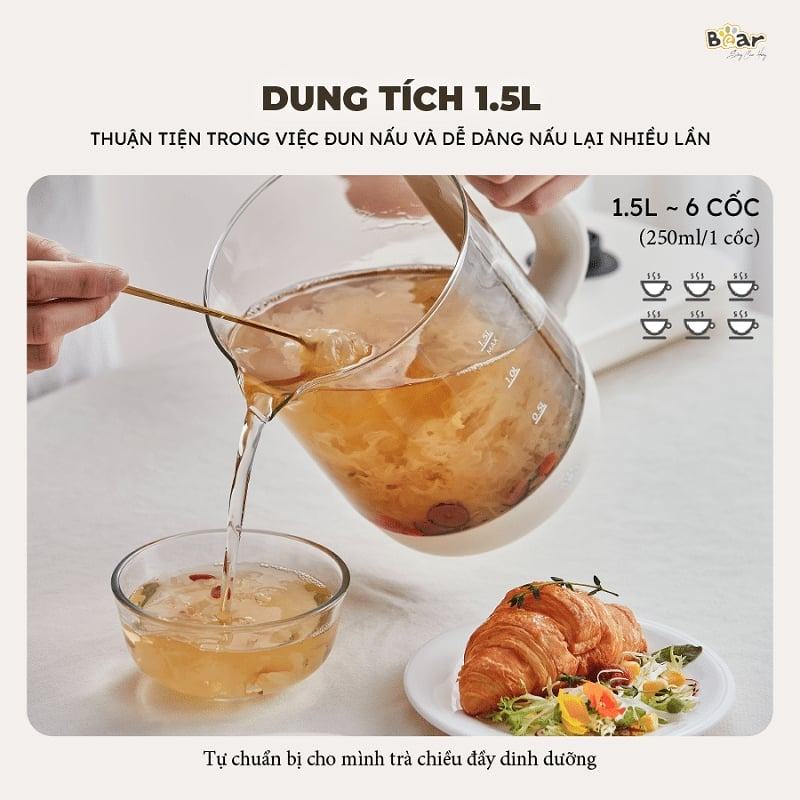 Bear
DUNG TÍCH 1.5L
THUẬN TIỆN TRONG VIỆC ĐUN NẤU VÀ DỄ DÀNG NẤU LẠI NHIỀU LẦN
1.5L ~ 6 CỐC
(250ml/1 cốc)
1.5L
MAX
1.0L
0.5L
Tự chuẩn bị cho mình trà chiều đầy dinh dưỡng